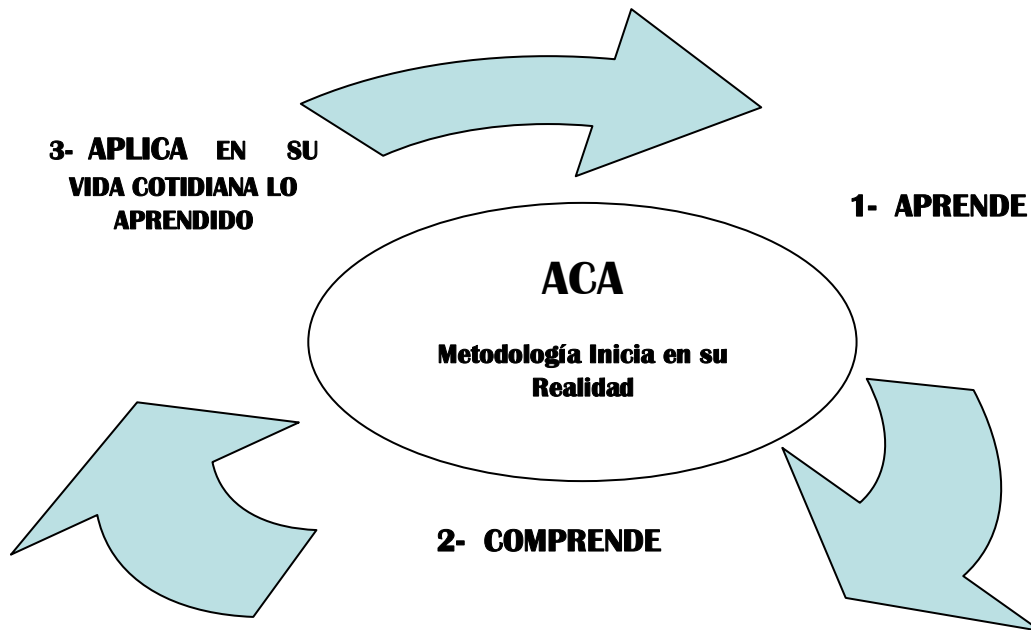 3- APLICA EN SU
VIDA COTIDIANA LO
APRENDIDO
1- APRENDE
ACA
Metodología Inicia en su
Realidad
2- COMPRENDE